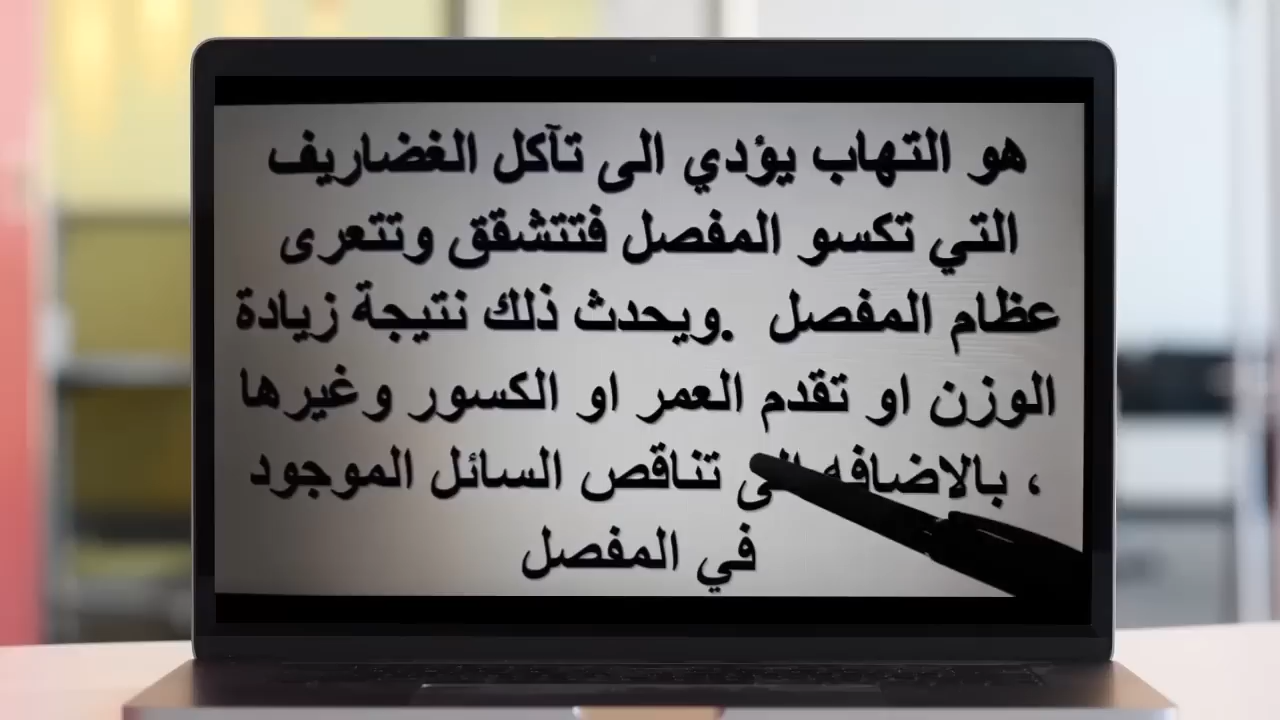 هو التهاب يؤدي الى تآكل الغضاريف
التي تكسو المفصل فتتشقق وتتعرى
عظام المفصل .ويحدث ذلك نتيجة زيادة
الوزن او تقدم العمر او الكسور وغيرها
، بالاضافه الى تناقص السائل الموجود
في المفصل